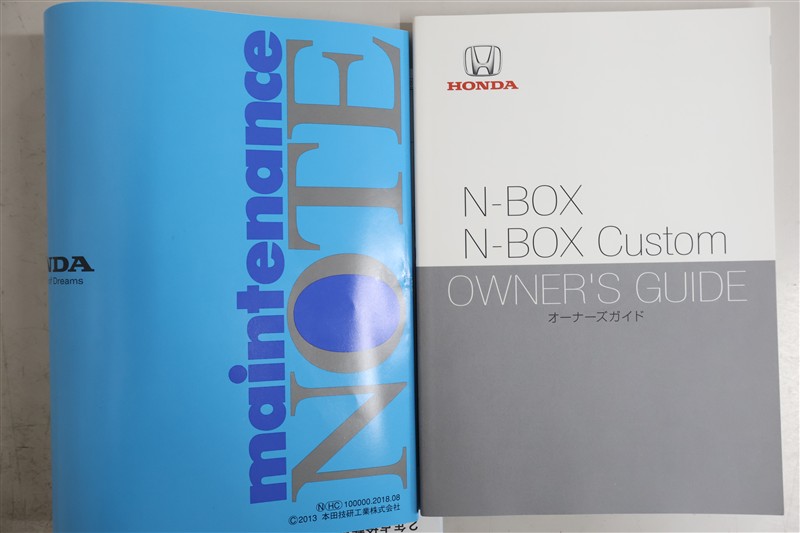 maintenance
NOTE
NDA
of Dreams
N HC 100000.2018.08
©2013 本田技研工業株式会社
HONDA
N-BOX
N-BOX Custom
OWNER'S GUIDE
オーナーズガイド